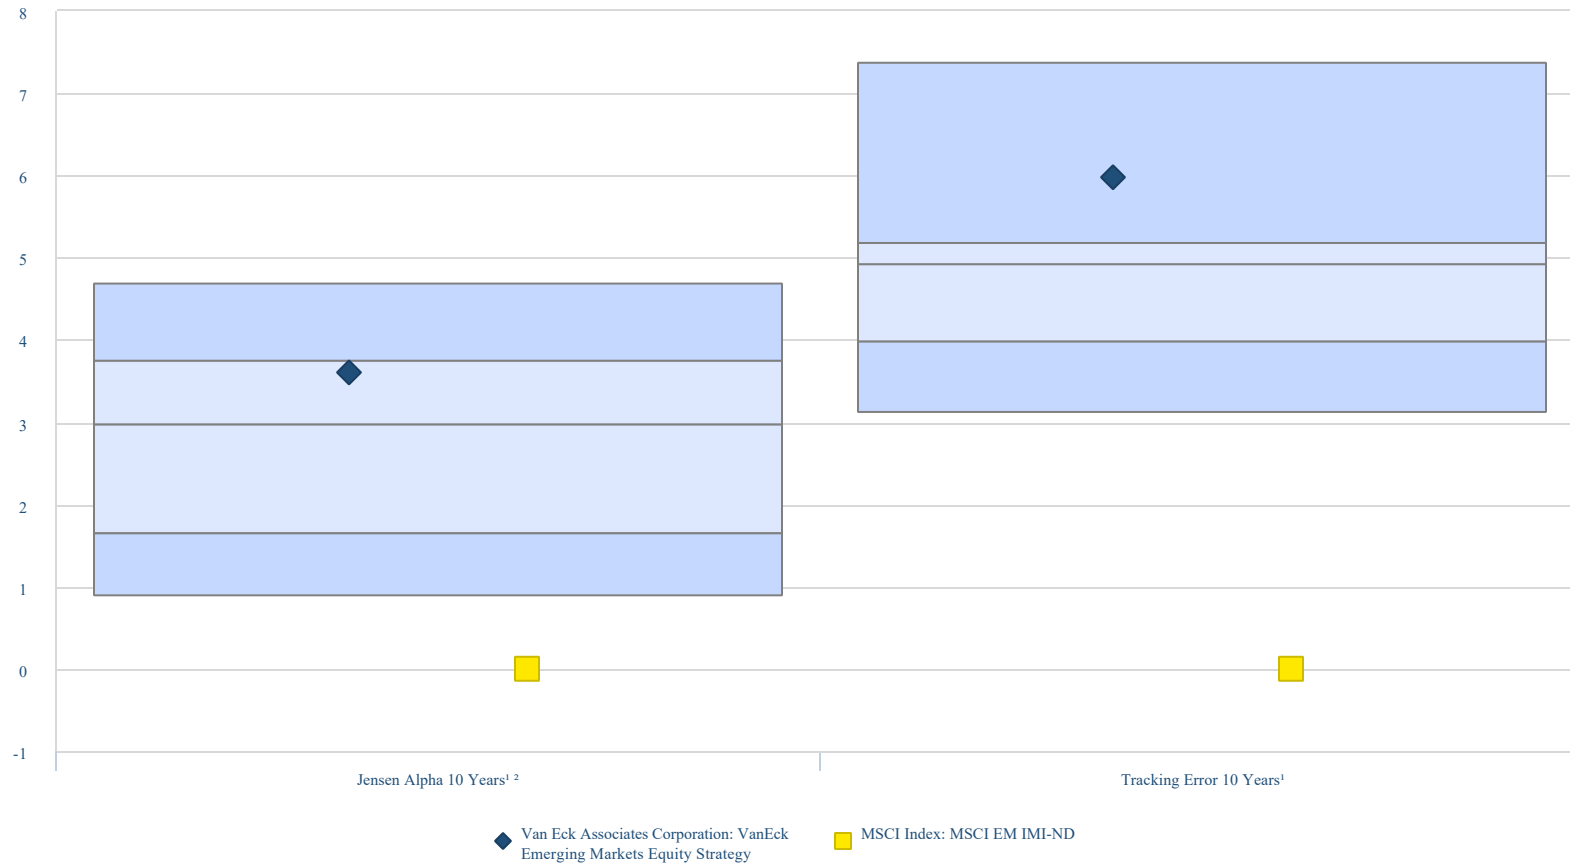 8
7
6
5
4
3
2
1
0
-1
Jensen Alpha 10 Years¹ ²
Tracking Error 10 Years¹
Van Eck Associates Corporation: VanEck
Emerging Markets Equity Strategy
MSCI Index: MSCI EM IMI-ND